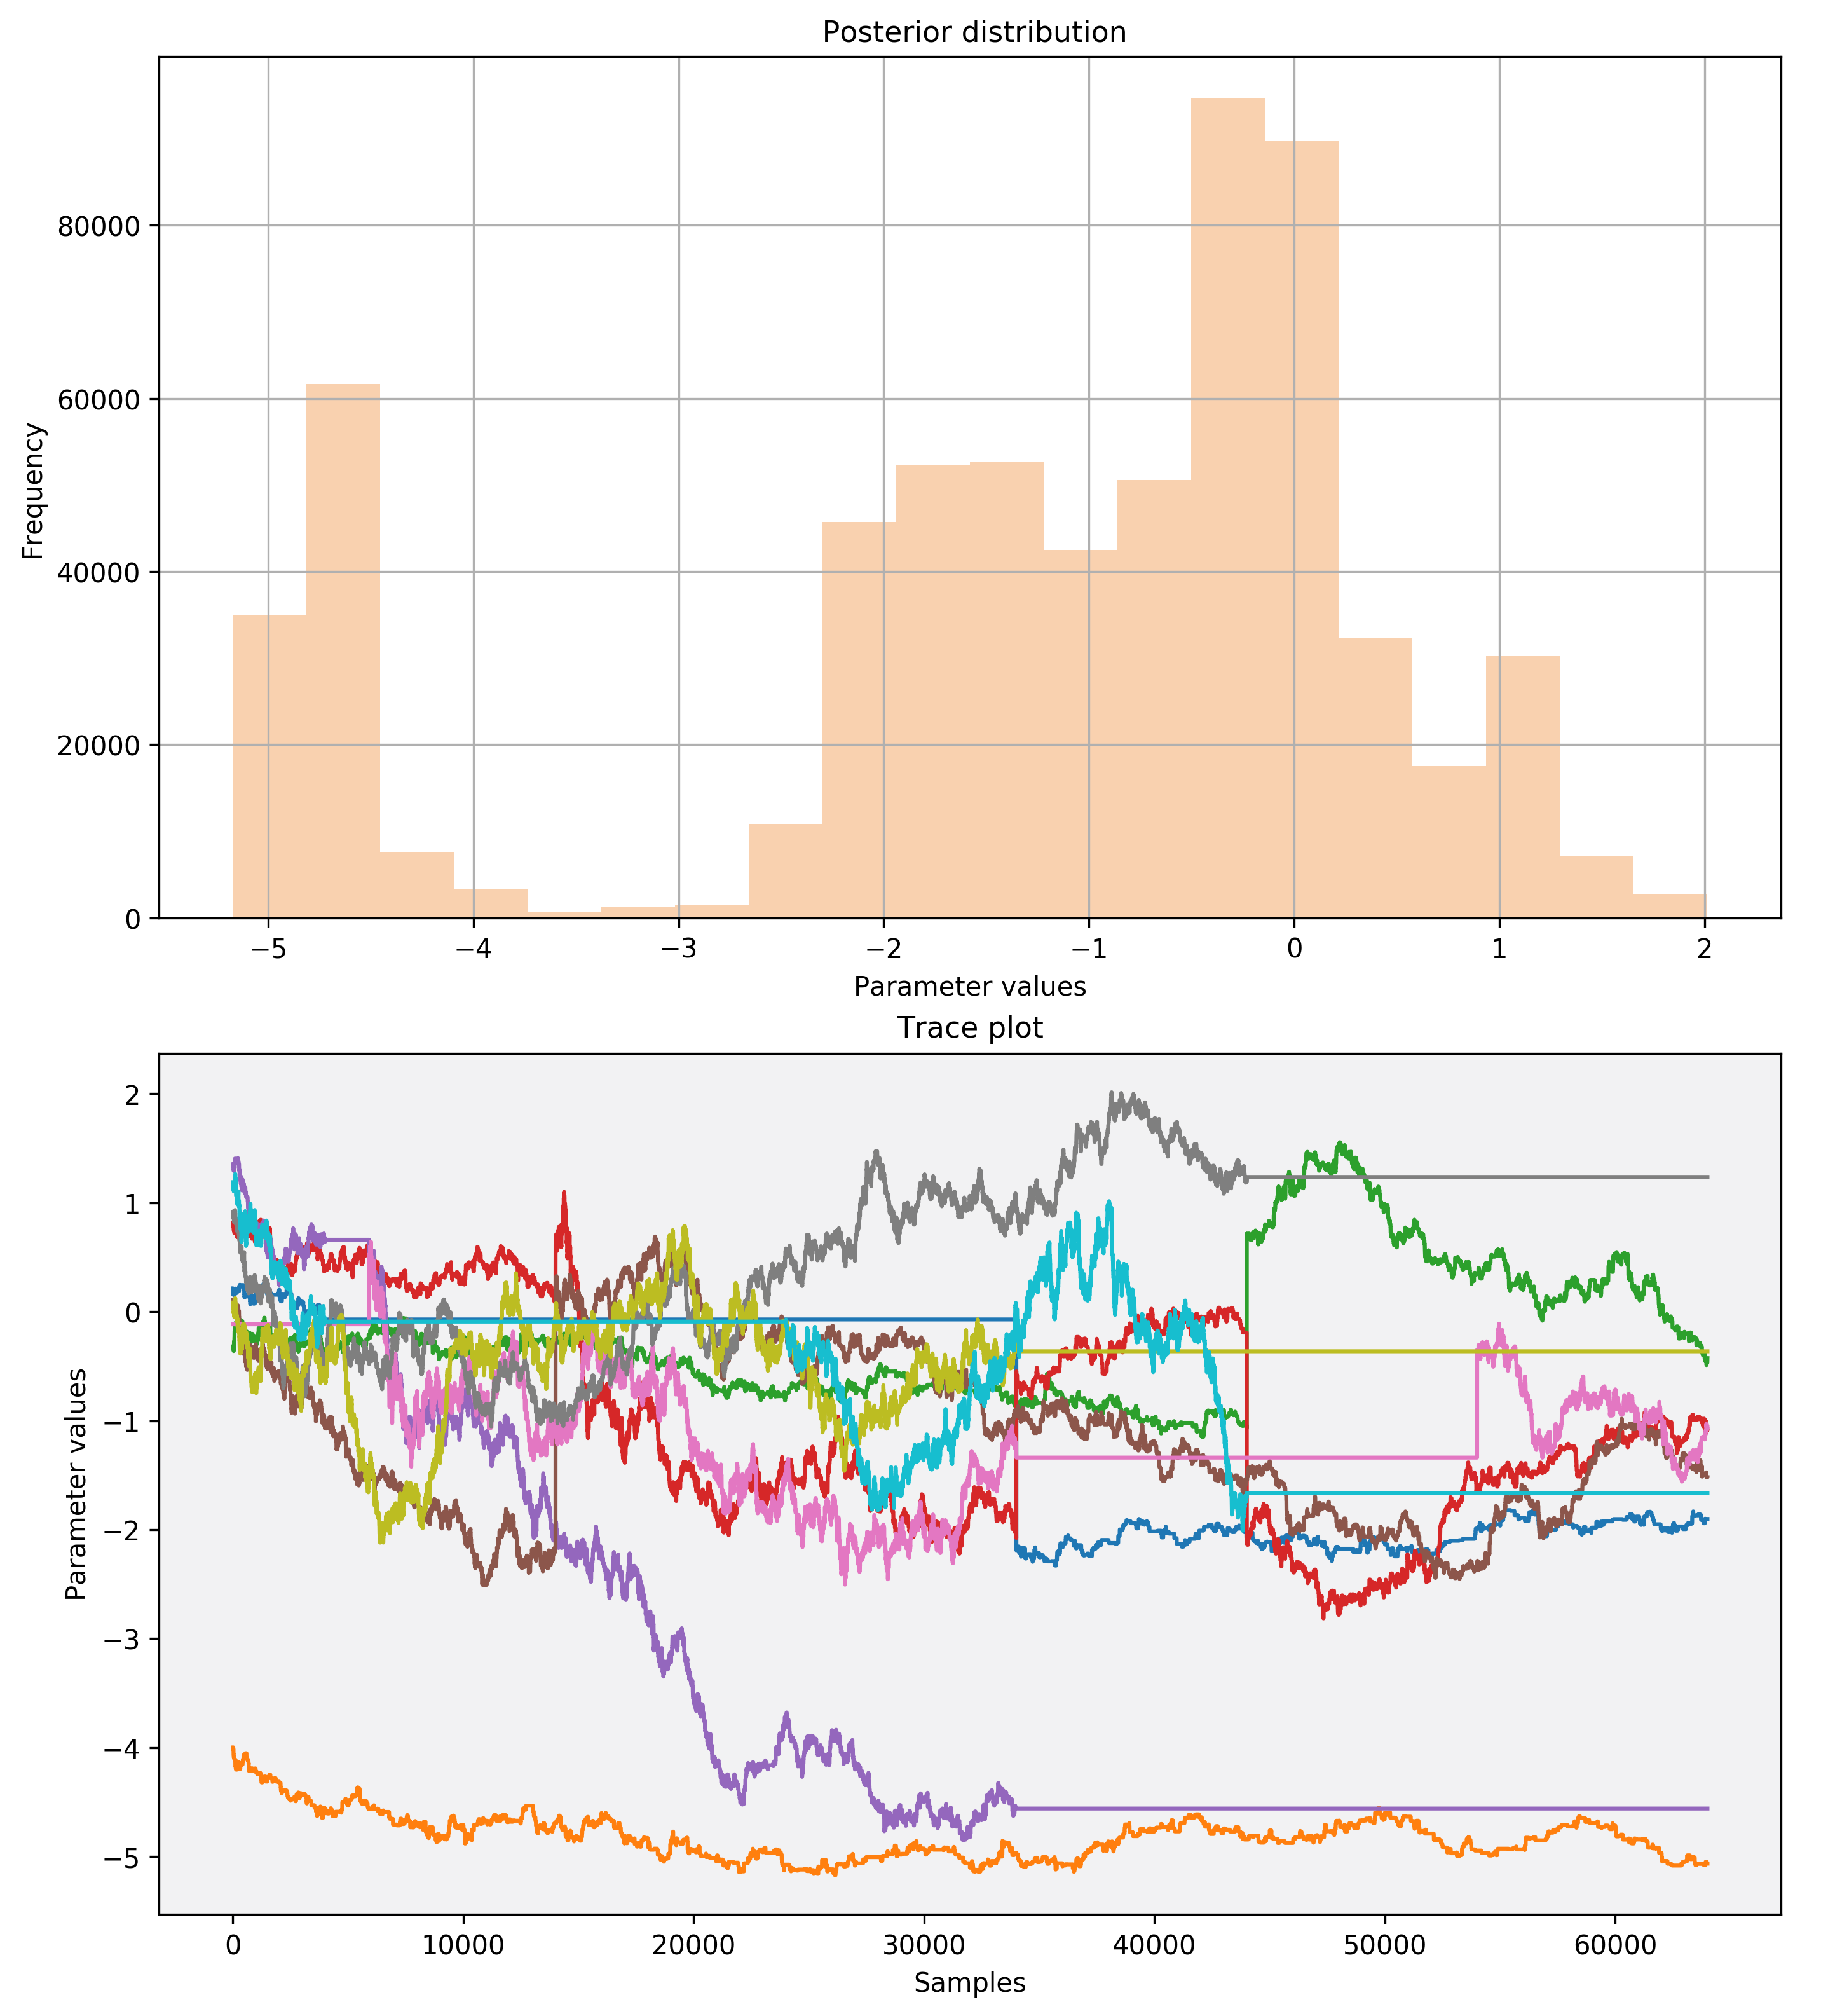 Posterior distribution
80000
60000
40000
20000
0
Frequency
−5 −4 −3 −2 −1 0 1 2
Parameter values
Trace plot
2
1
0
−1
−2
−3
−4
−5
Parameter values
0 10000 20000 30000 40000 50000 60000
Samples